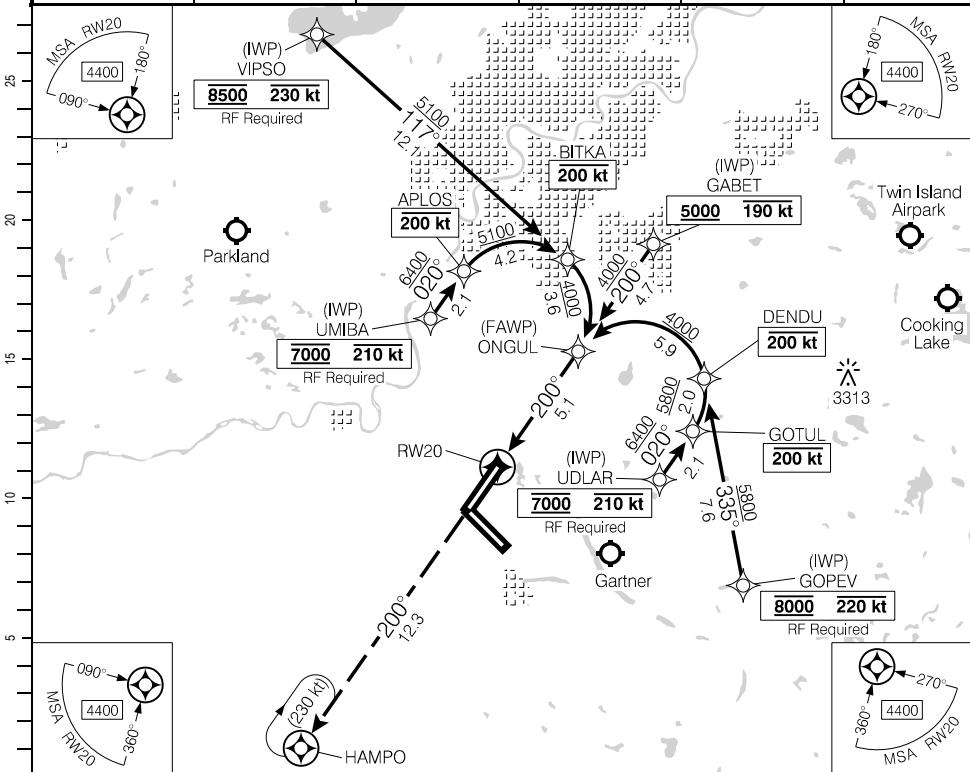 MSA RW20
4400
180°
090°
(IWP)
VIPSO
8500 230 kt
RF Required
MSA RW20
180°
4400
270°
25
5100
117°
12.1
BITKA
200 kt
(IWP)
GABET
5000 190 kt
Twin Island
Airpark
20
APLOS
200 kt
5100
4.2
Parkland
6400
020°
2.1
4000
3.6
4000
200°
4.7
(IWP)
UMIBA
7000 210 kt
RF Required
(FAWP)
ONGUL
4000
5.9
DENDU
200 kt
Cooking
Lake
15
3313
200°
5.1
5800
2.0
6400
020°
2.1
GOTUL
200 kt
RW20
(IWP)
UDLAR
7000 210 kt
RF Required
5800
335°
7.6
10
Gartner
(IWP)
GOPEV
8000 220 kt
RF Required
200°
12.3
5
090°
4400
360°
MSA RW20
(230 kt)
HAMPO
270°
4400
360°
MSA RW20